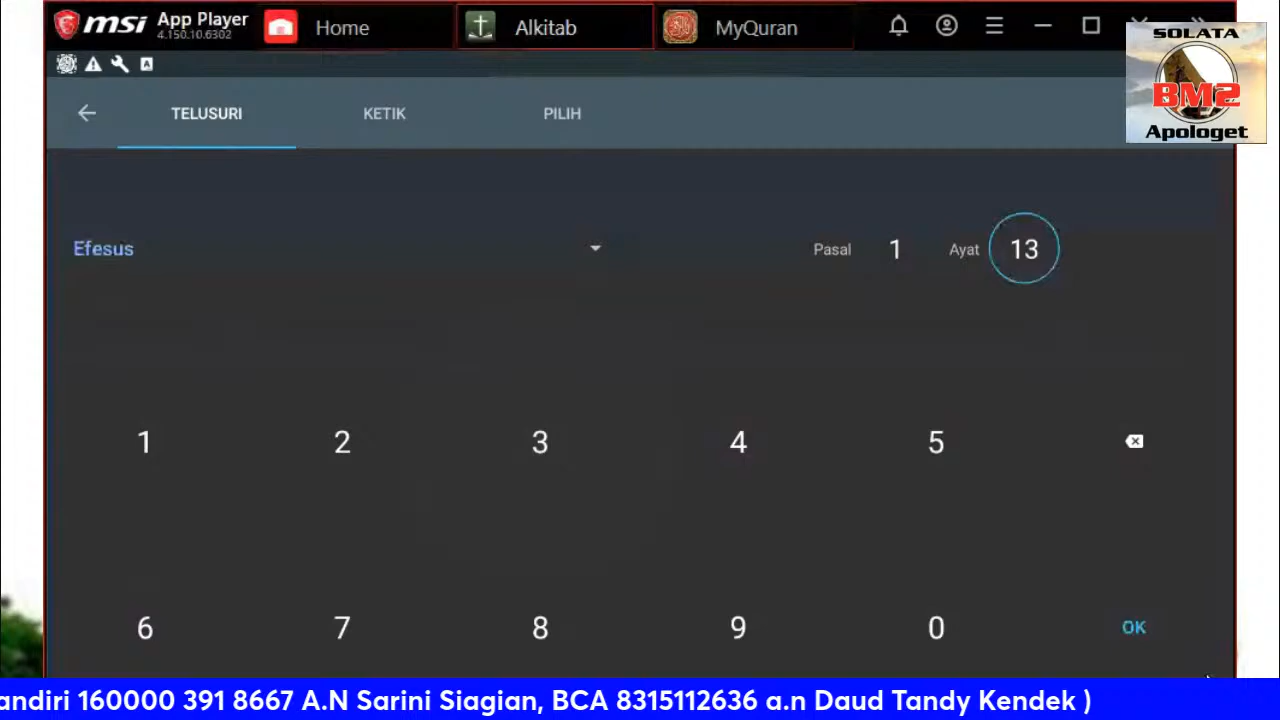 msi App Player
4.150.10.6302
Home
Alkitab
MyQuran
SOLATA
BM2
Apologet
TELUSURI
KETIK
PILIH
Efesus
Pasal 1 Ayat 13
1 2 3 4 5
6 7 8 9 0 OK
andiri 160000 391 8667 A.N Sarini Siagian, BCA 8315112636 a.n Daud Tandy Kendek )